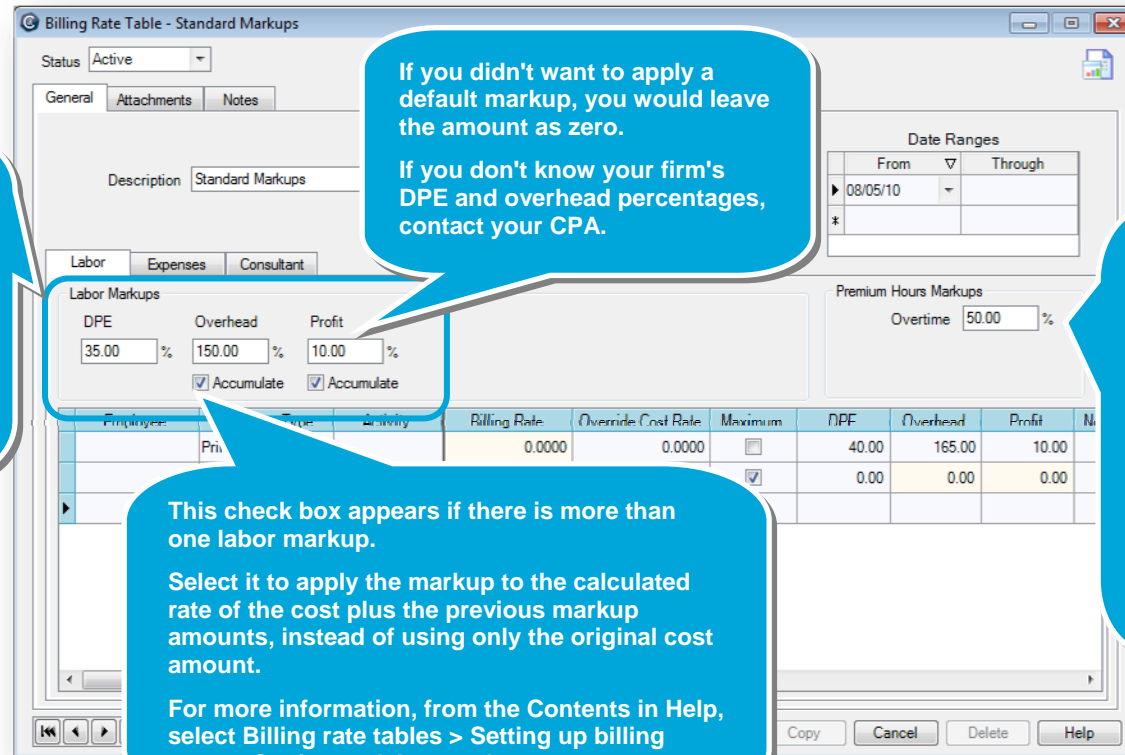 Billing Rate Table - Standard Markups
Status Active
General Attachments Notes
If you didn't want to apply a
default markup, you would leave
the amount as zero.
If you don't know your firm's
DPE and overhead percentages,
contact your CPA.
Description Standard Markups
Date Ranges
From Through
08/05/10
*
Labor Expenses Consultant
Labor Markups
DPE Overhead Profit
35.00 % 150.00 % 10.00 %
Accumulate Accumulate
Premium Hours Markups
Overtime 50.00 %
Employee Type Activity Billing Rate Override Cost Rate Maximum DPE Overhead Profit
0.0000 0.0000 40.00 165.00 10.00
0.00 0.00 0.00
This check box appears if there is more than
one labor markup.
Select it to apply the markup to the calculated
rate of the cost plus the previous markup
amounts, instead of using only the original cost
amount.
For more information, from the Contents in Help,
select Billing rate tables > Setting up billing
Copy Cancel Delete Help